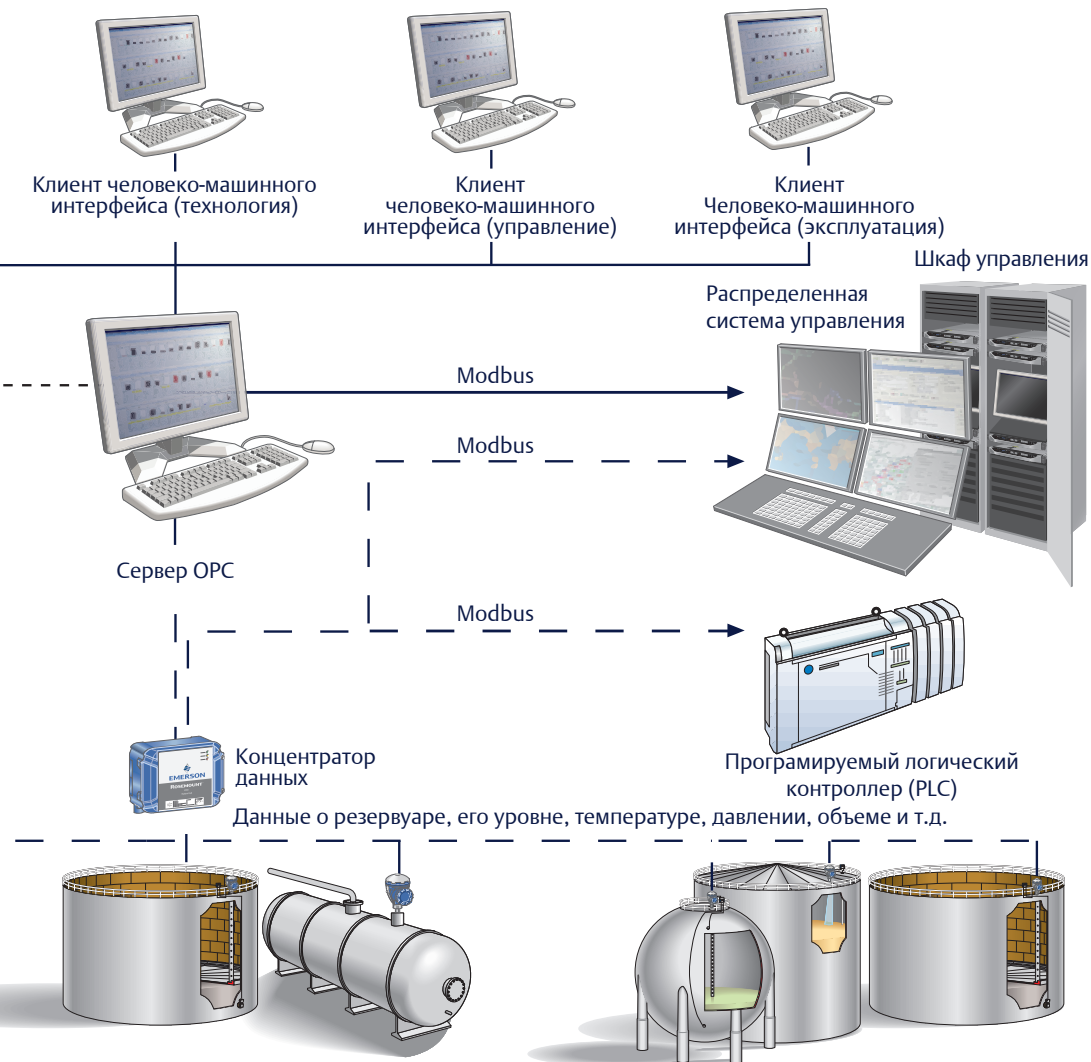 Клиент человеко-машинного
интерфейса (технология)
Клиент
человеко-машинного
интерфейса (управление)
Клиент
Человеко-машинного
интерфейса (эксплуатация)
Шкаф управления
Распределенная
система управления
Modbus
Modbus
Сервер OPC
Modbus
EMERSON
ROSEMOUNT
Концентратор
данных
Програмируемый логический
контроллер (PLC)
Данные о резервуаре, его уровне, температуре, давлении, объеме и т.д.